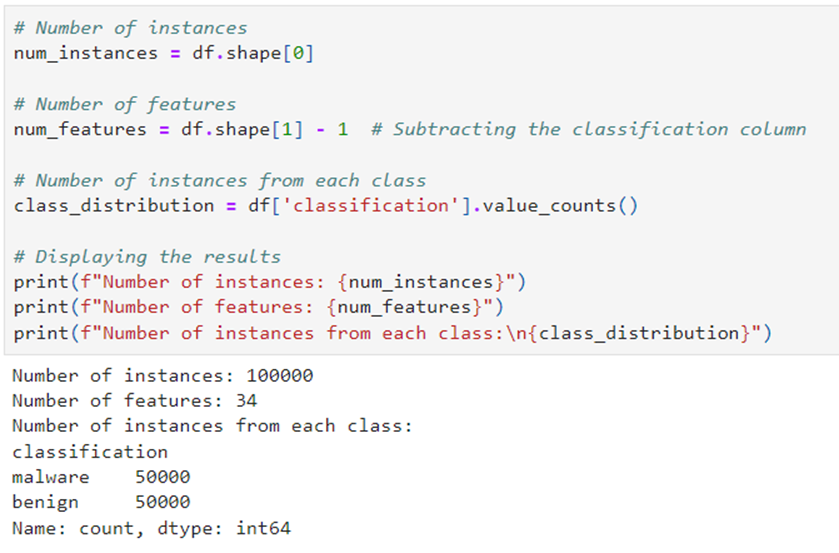 # Number of instances
num_instances = df.shape[0]
# Number of features
num_features = df.shape[1] - 1  # Subtracting the classification column
# Number of instances from each class
class_distribution = df['classification'].value_counts()
# Displaying the results
print(f"Number of instances: {num_instances}")
print(f"Number of features: {num_features}")
print(f"Number of instances from each class:\n{class_distribution}")
Number of instances: 100000
Number of features: 34
Number of instances from each class:
classification
malware    50000
benign     50000
Name: count, dtype: int64